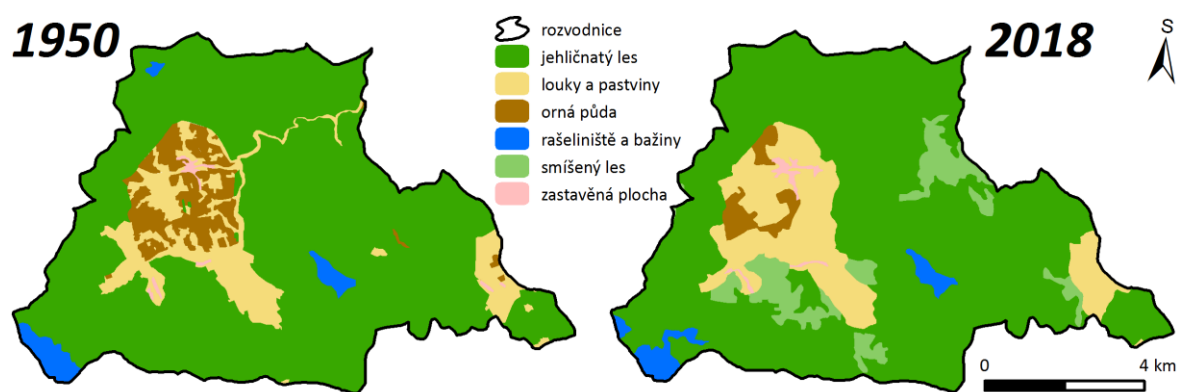 1950
rozvodnice
jehličnatý les
louky a pastviny
orná půda
rašeliniště a bažiny
smíšený les
zastavěná plocha
2018
S
0
4 km